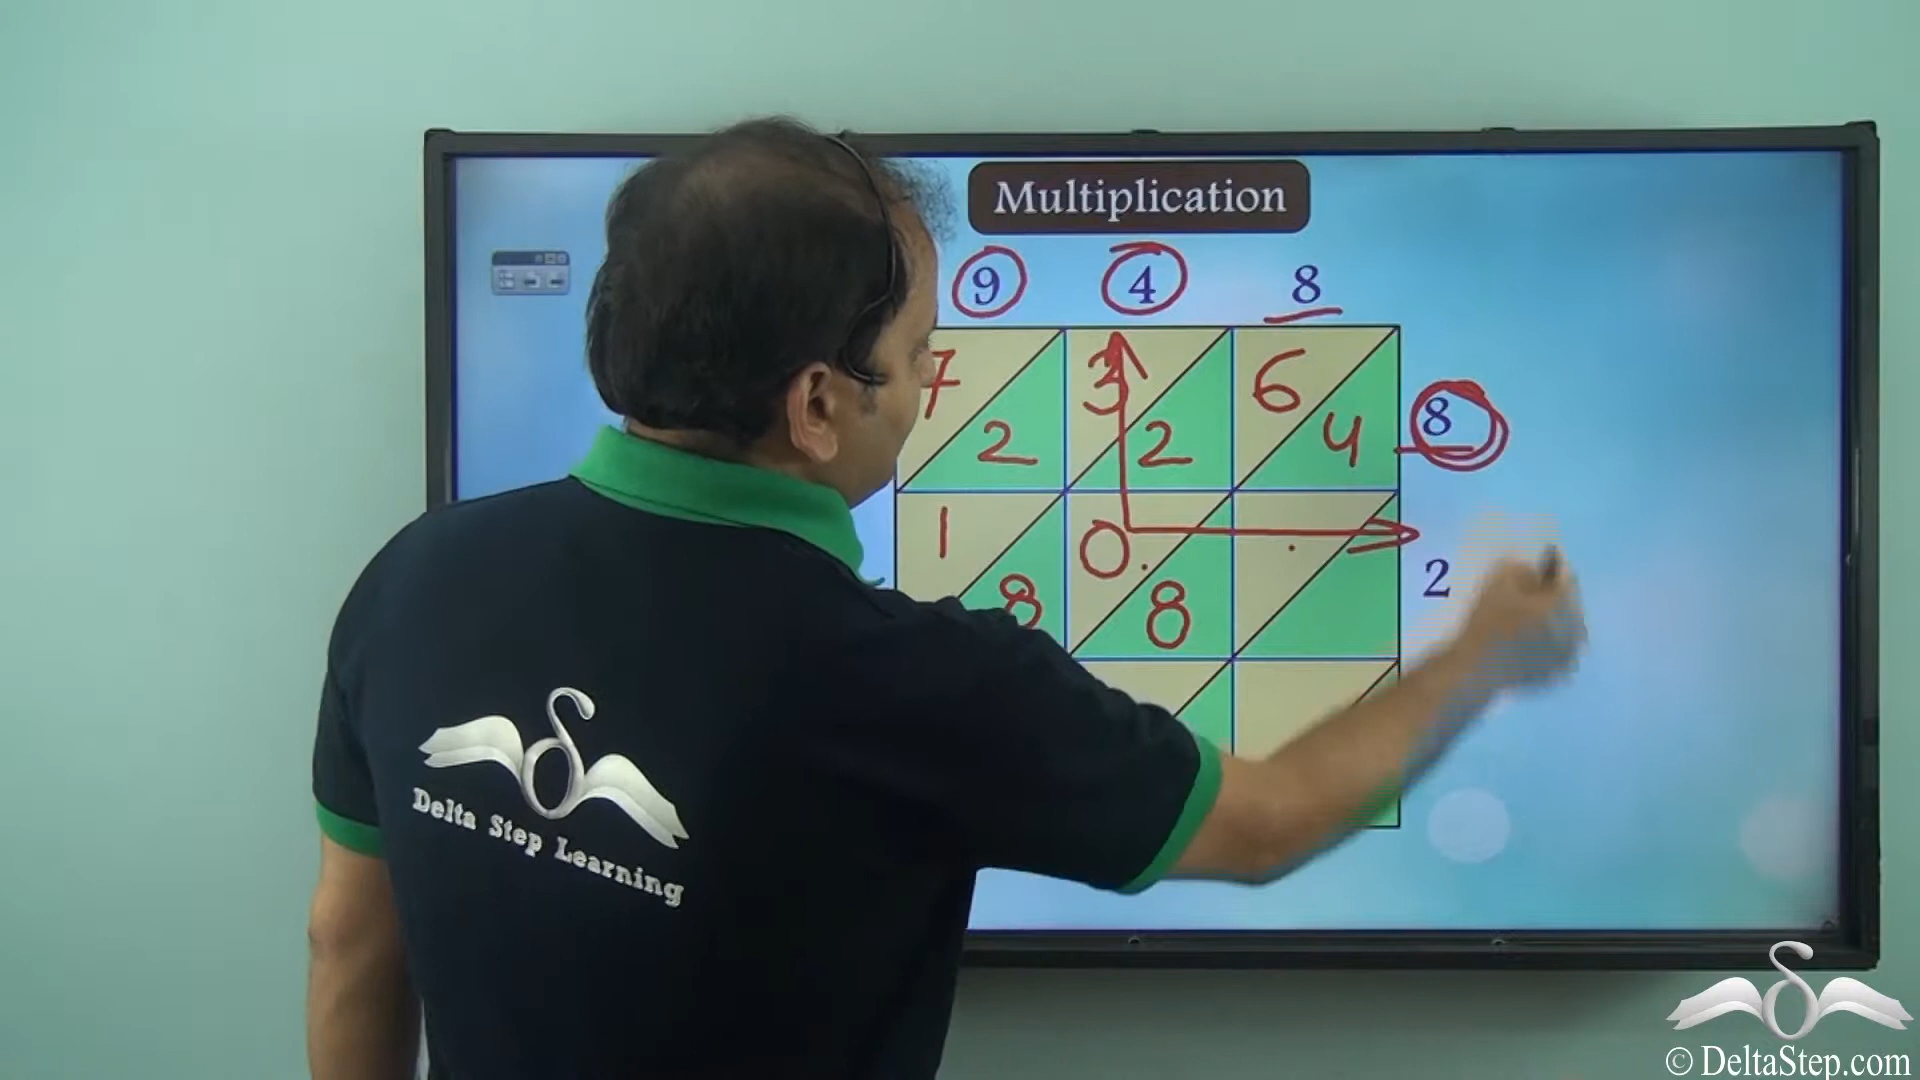 Multiplication
9 4 8
7 3 6
2 2 4 8
1 0
8 8 2
Delta Step Learning
© DeltaStep.com